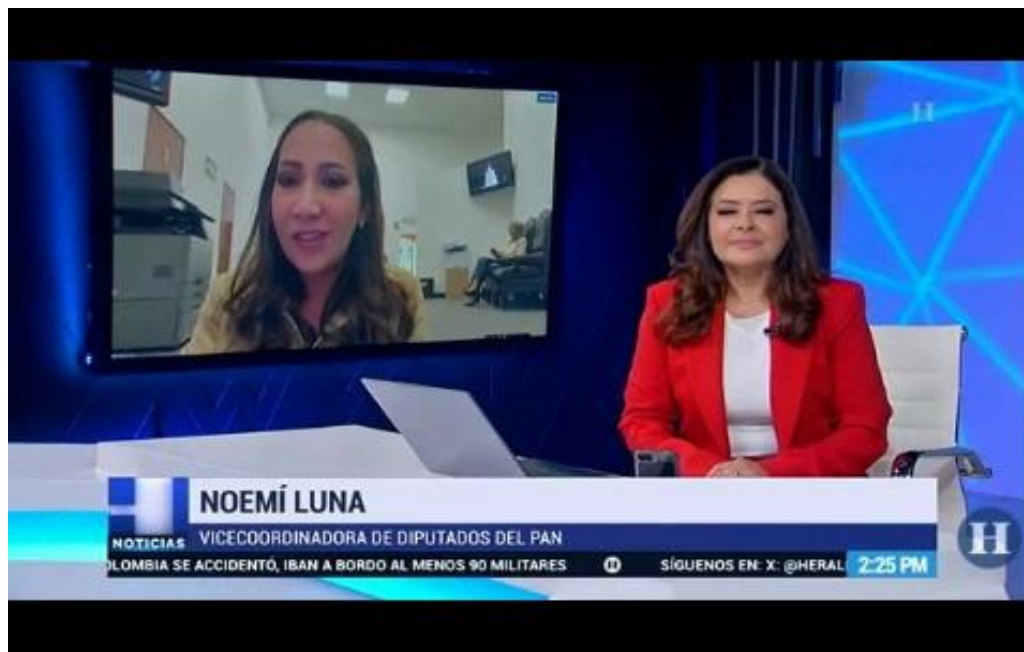 NOEMÍ LUNA
NOTICIAS
VICECOORDINADORA DE DIPUTADOS DEL PAN
LOMBIA SE ACCIDENTÓ, IBAN A BORDO AL MENOS 90 MILITARES
H
SÍGUENOS EN: X: @HERAL
2:25 PM
H
H